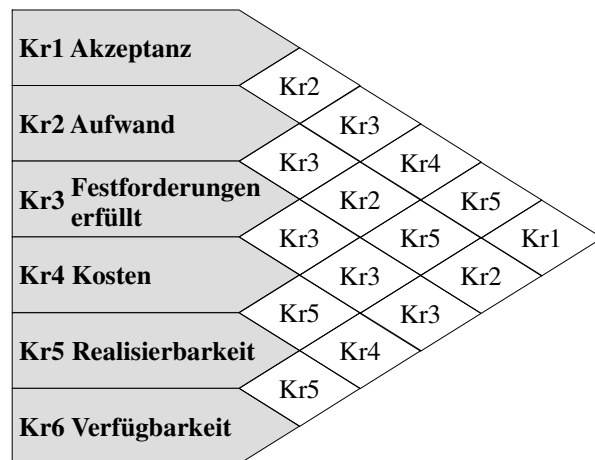 Kr1 Akzeptanz
Kr2
Kr3
Kr2 Aufwand
Kr3
Kr4
Kr2
Kr5
Kr3 Festforderungen
erfüllt
Kr3
Kr5
Kr1
Kr4 Kosten
Kr3
Kr2
Kr5
Kr3
Kr5 Realisierbarkeit
Kr4
Kr5
Kr6 Verfügbarkeit